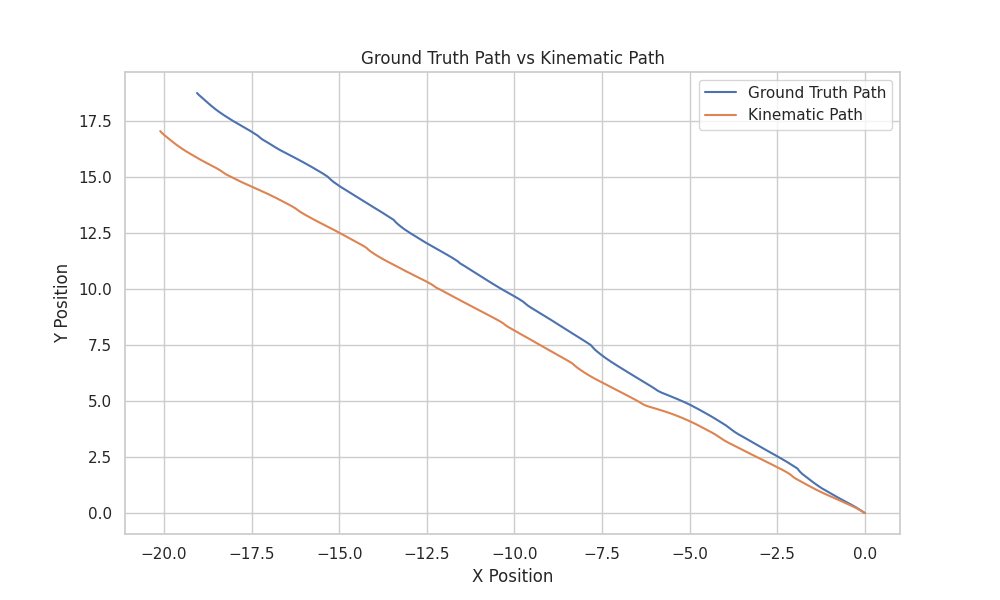 Ground Truth Path vs Kinematic Path
Ground Truth Path
Kinematic Path
Y Position
17.5
15.0
12.5
10.0
7.5
5.0
2.5
0.0
−20.0 −17.5 −15.0 −12.5 −10.0 −7.5 −5.0 −2.5 0.0
X Position